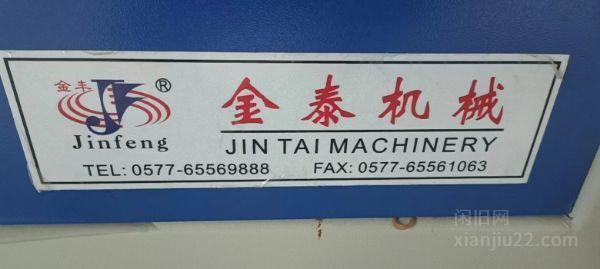 金丰®
Jinfeng
金泰机械
JIN TAI MACHINERY
TEL: 0577-65569888 FAX: 0577-65561063
闲旧网
xianjiu22.com